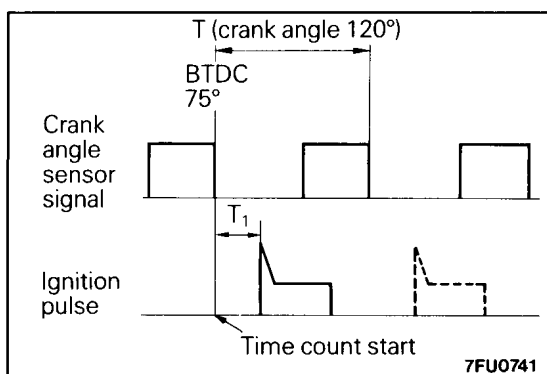 T (crank angle 120°)
BTDC
75°
Crank
angle
sensor
signal
T₁
Ignition
pulse
Time count start
7FU0741